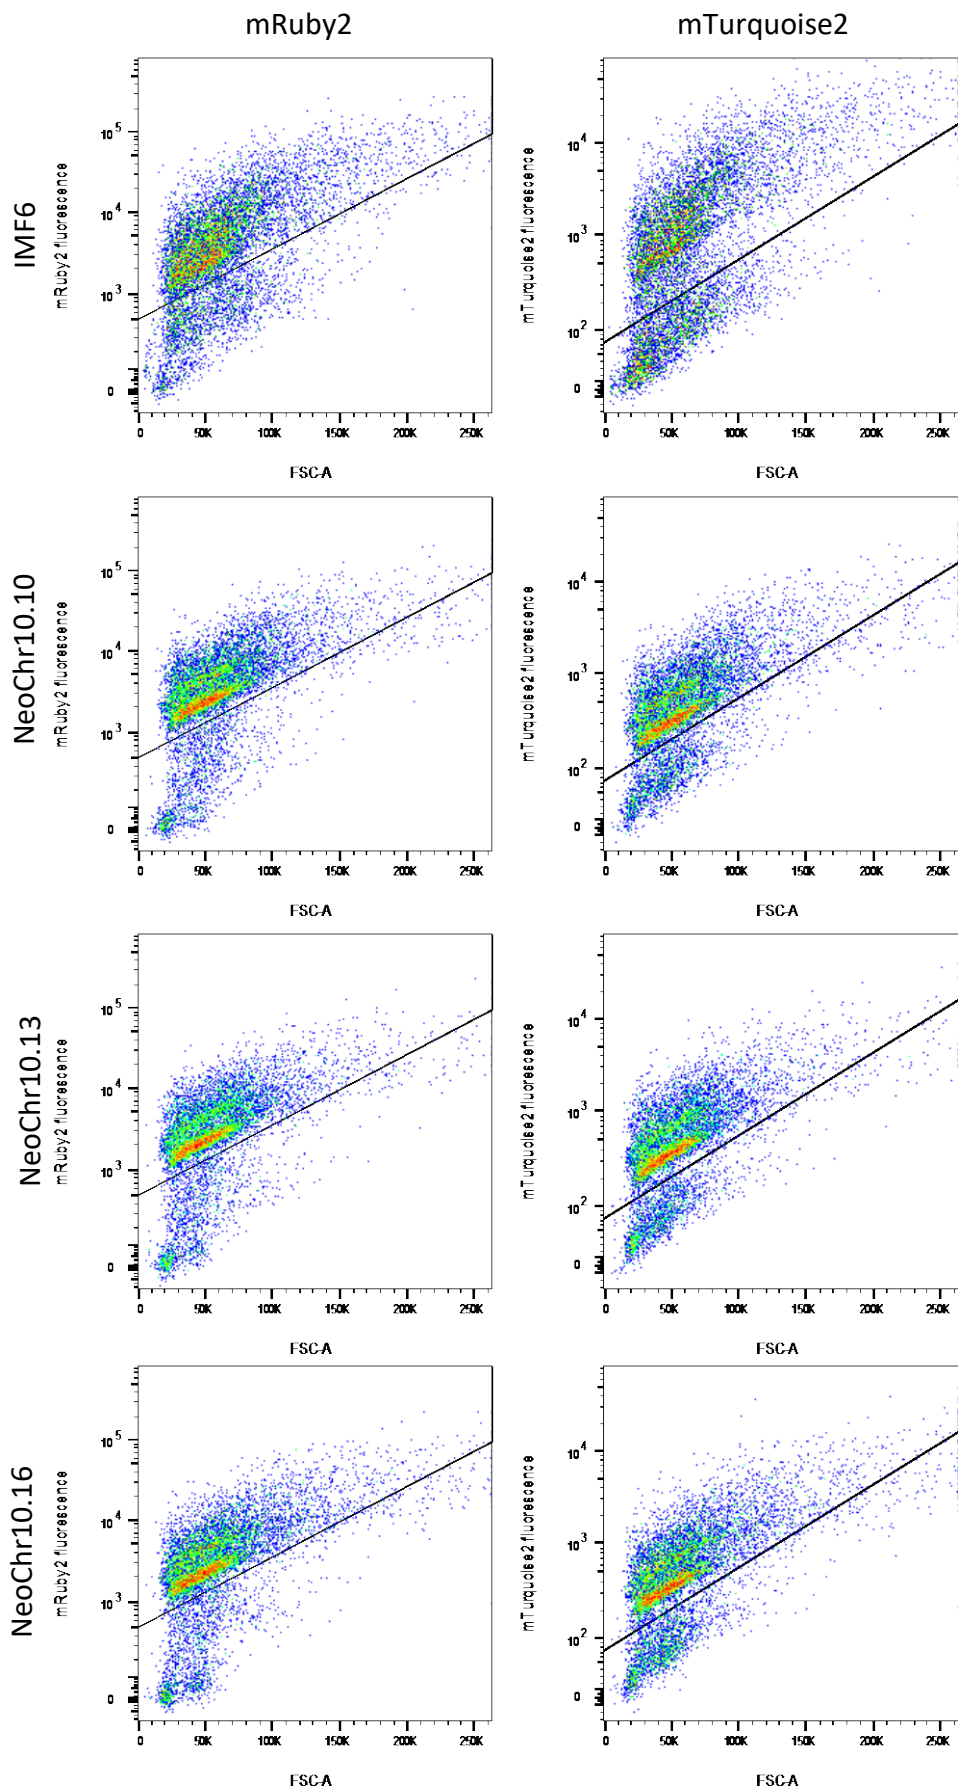 mRuby2 mTurquoise2
IMF6
mRuby2 fluorescence
10^5
10^4
10^3
0
0 50K 100K 150K 200K 250K
FSC-A
mTurquoise2 fluorescence
10^4
10^3
10^2
0
0 50K 100K 150K 200K 250K
FSC-A
NeoChr10.10
mRuby2 fluorescence
10^5
10^4
10^3
0
0 50K 100K 150K 200K 250K
FSC-A
mTurquoise2 fluorescence
10^4
10^3
10^2
0
0 50K 100K 150K 200K 250K
FSC-A
NeoChr10.13
mRuby2 fluorescence
10^5
10^4
10^3
0
0 50K 100K 150K 200K 250K
FSC-A
mTurquoise2 fluorescence
10^4
10^3
10^2
0
0 50K 100K 150K 200K 250K
FSC-A
NeoChr10.16
mRuby2 fluorescence
10^5
10^4
10^3
0
0 50K 100K 150K 200K 250K
FSC-A
mTurquoise2 fluorescence
10^4
10^3
10^2
0
0 50K 100K 150K 200K 250K
FSC-A